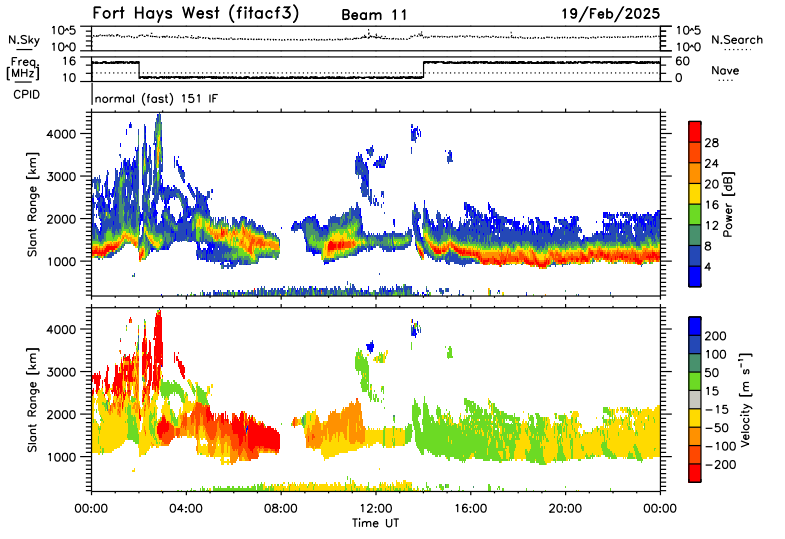 Fort Hays West (fitacf3) Beam 11 19/Feb/2025
N.Sky 10^5 10^0 10^5 10^0 N.Search
Freq. [MHz] 16 10 60 0 Nave
CPID normal (fast) 151 IF
Slant Range [km] 4000 3000 2000 1000
Power [dB] 28 24 20 16 12 8 4
Slant Range [km] 4000 3000 2000 1000
Velocity [m s⁻¹] 200 100 50 15 −15 −50 −100 −200
00:00 04:00 08:00 12:00 16:00 20:00 00:00
Time UT